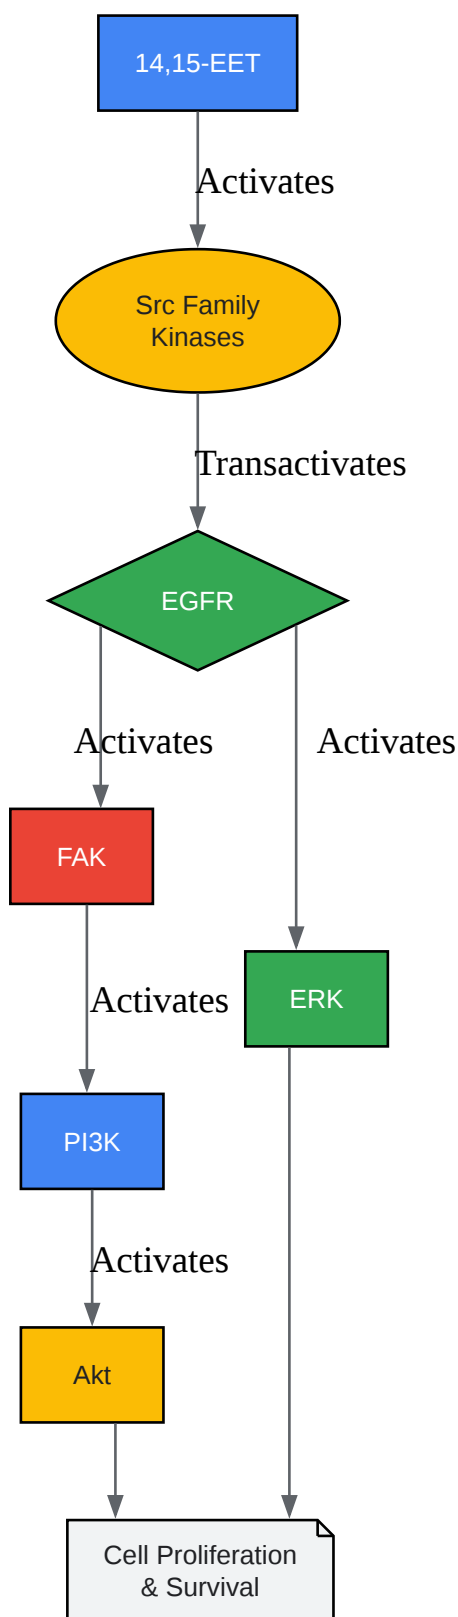 14,15-EET
Activates
Src Family
Kinases
Transactivates
EGFR
Activates
Activates
FAK
Activates
ERK
PI3K
Activates
Akt
Cell Proliferation
& Survival